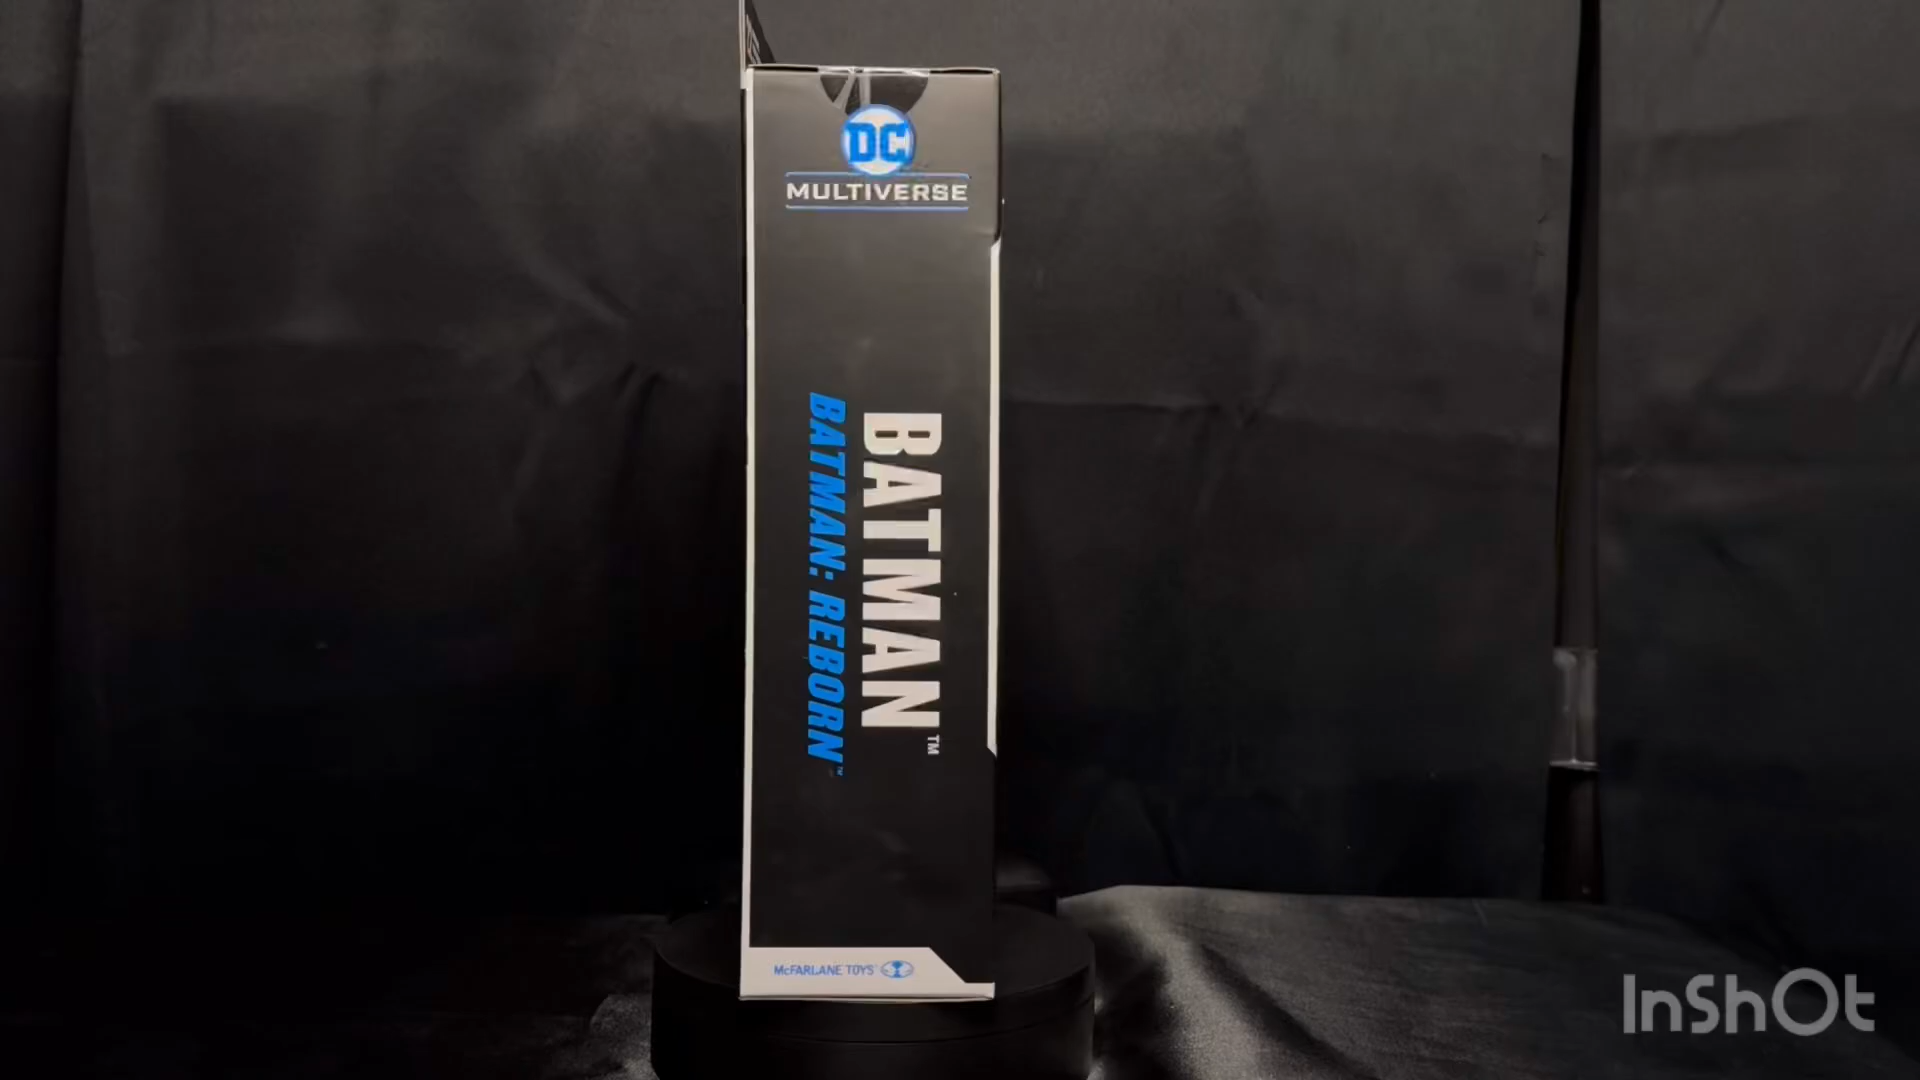 DC
MULTIVERSE
BATMAN™
BATMAN: REBORN™
McFARLANE TOYS
InShOt